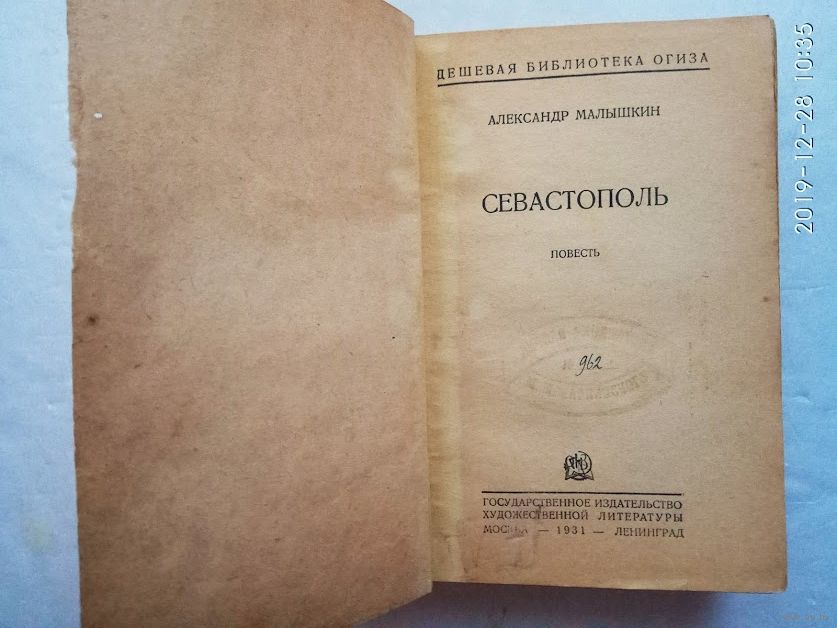 ДЕШЕВАЯ БИБЛИОТЕКА ОГИЗА
АЛЕКСАНДР МАЛЫШКИН
СЕВАСТОПОЛЬ
ПОВЕСТЬ
962
ГОСУДАРСТВЕННОЕ ИЗДАТЕЛЬСТВО
ХУДОЖЕСТВЕННОЙ ЛИТЕРАТУРЫ
МОСКВА — 1931 — ЛЕНИНГРАД
2019-12-28 10:35